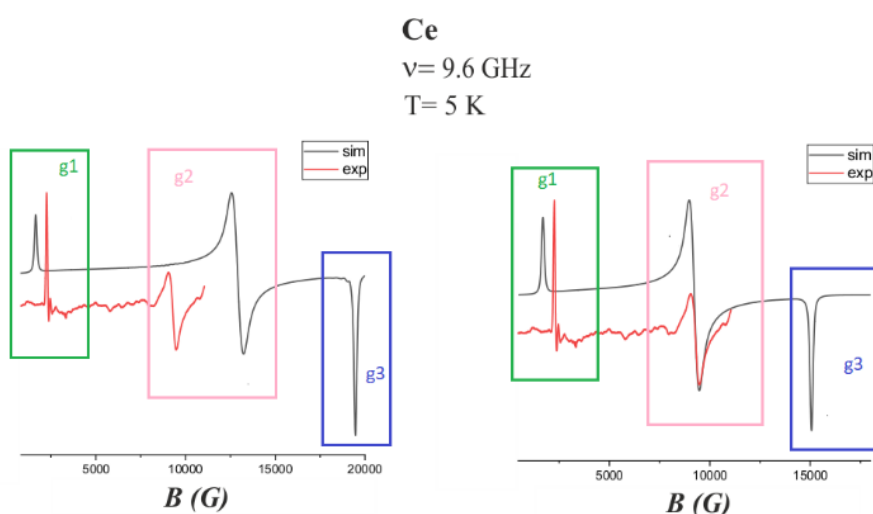 Ce
ν= 9.6 GHz
T= 5 K
g1
g2
g3
sim
exp
5000
10000
15000
20000
B (G)
g1
g2
g3
sim
exp
5000
10000
15000
B (G)